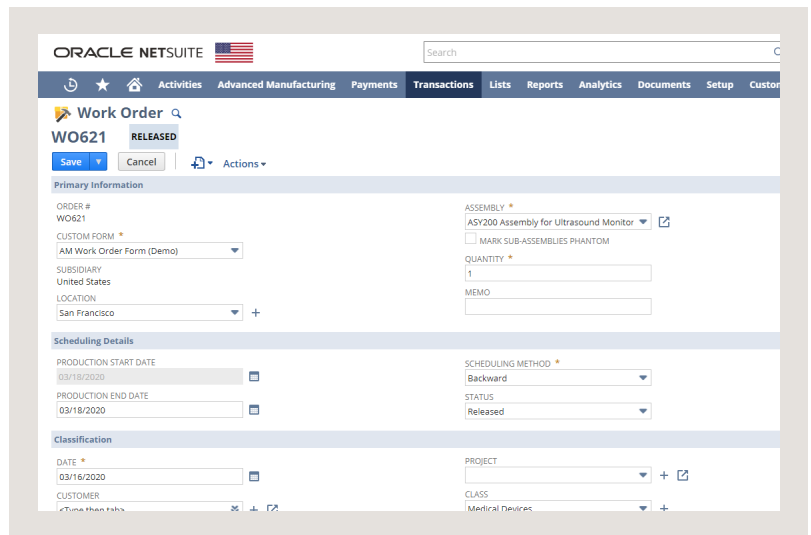 ORACLE NETSUITE
Search
Activities Advanced Manufacturing Payments Transactions Lists Reports Analytics Documents Setup Custom
Work Order
WO621 RELEASED
Save Cancel Actions
Primary Information
ORDER #
WO621
CUSTOM FORM *
AM Work Order Form (Demo)
SUBSIDIARY
United States
LOCATION
San Francisco
ASSEMBLY *
ASY200 Assembly for Ultrasound Monitor
MARK SUB-ASSEMBLIES PHANTOM
QUANTITY *
1
MEMO
Scheduling Details
PRODUCTION START DATE
03/18/2020
PRODUCTION END DATE
03/18/2020
SCHEDULING METHOD *
Backward
STATUS
Released
Classification
DATE *
03/16/2020
CUSTOMER
<Type then tab>
PROJECT
CLASS
Medical Devices